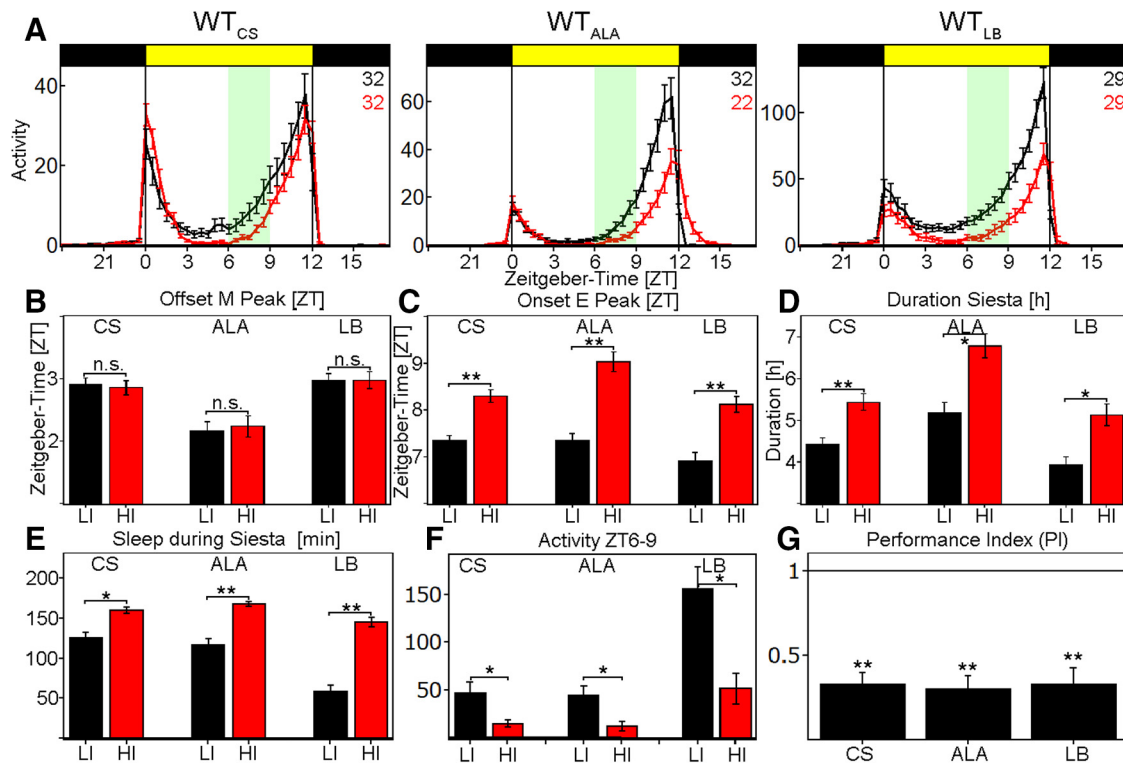 A WT_CS WT_ALA WT_LB
32 32 29
32 22 29
40 60 100
20 40 50
0 20 0
0
Activity
21 0 3 6 9 12 15 21 0 3 6 9 12 15 21 0 3 6 9 12 15
Zeitgeber-Time [ZT]
B Offset M Peak [ZT]
CS ALA LB
n.s. n.s. n.s.
Zeitgeber-Time [ZT]
3
2
LI HI LI HI LI HI
C Onset E Peak [ZT]
CS ALA LB
** ** **
Zeitgeber-Time [ZT]
9
8
7
LI HI LI HI LI HI
D Duration Siesta [h]
CS ALA LB
** * *
Duration [h]
7
6
5
4
LI HI LI HI LI HI
E Sleep during Siesta [min]
CS ALA LB
* ** **
200
150
100
50
LI HI LI HI LI HI
F Activity ZT6-9
CS ALA LB
* * *
150
100
50
LI HI LI HI LI HI
G Performance Index (PI)
1
0.5
** ** **
CS ALA LB